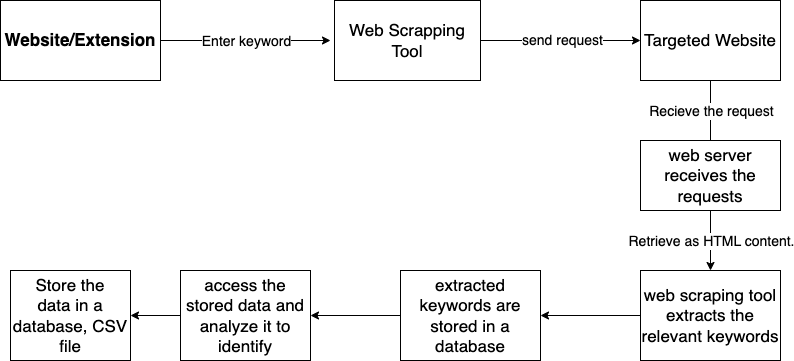 Website/Extension
Enter keyword
Web Scrapping
Tool
send request
Targeted Website
Recieve the request
web server
receives the
requests
Retrieve as HTML content.
web scraping tool
extracts the
relevant keywords
extracted
keywords are
stored in a
database
access the
stored data and
analyze it to
identify
Store the
data in a
database, CSV
file